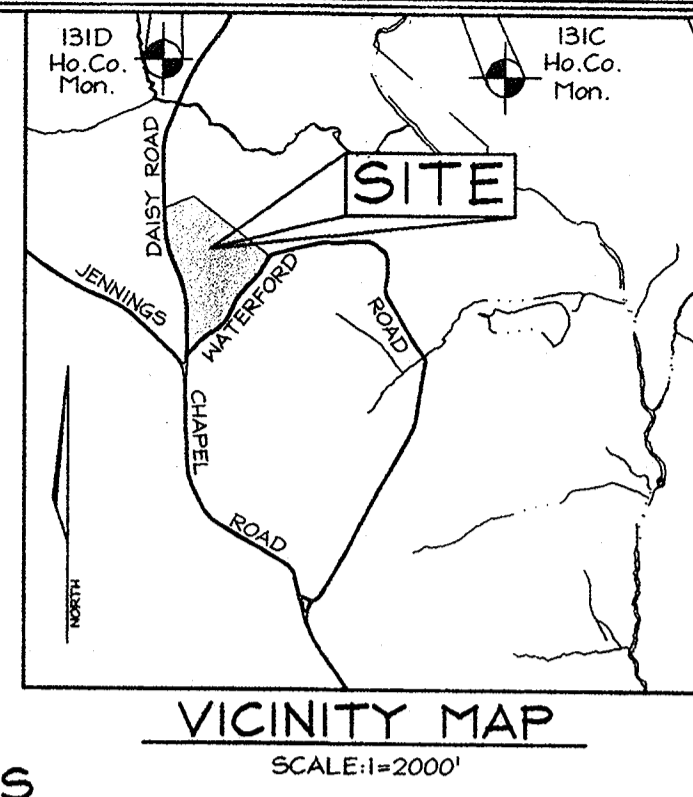 131D
Ho.Co.
Mon.
131C
Ho.Co.
Mon.
SITE
DAISY ROAD
JENNINGS
WATERFORD
ROAD
CHAPEL
ROAD
NORTH
VICINITY MAP
SCALE:1=2000'
S